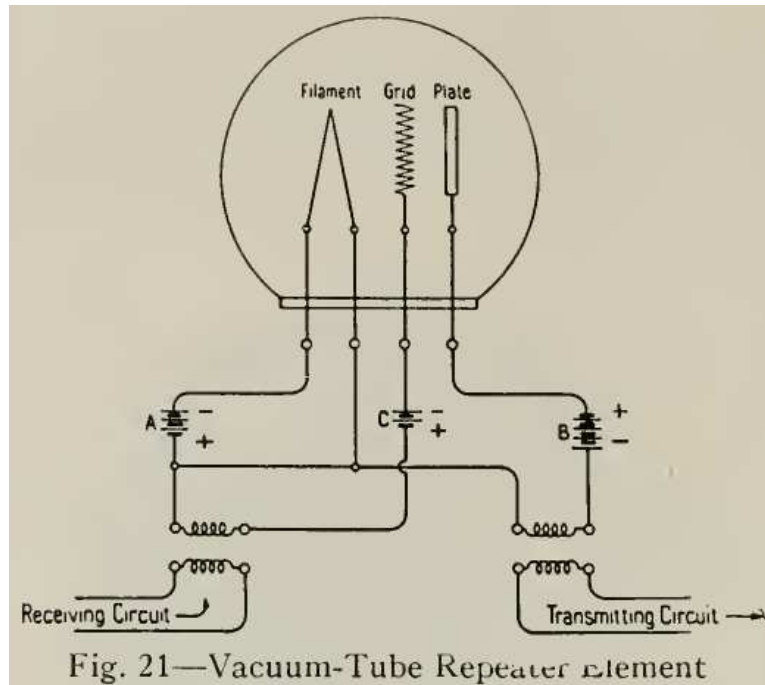 Filament Grid Plate
A - +
C - +
B + -
Receiving Circuit
Transmitting Circuit
Fig. 21—Vacuum-Tube Repeater Element